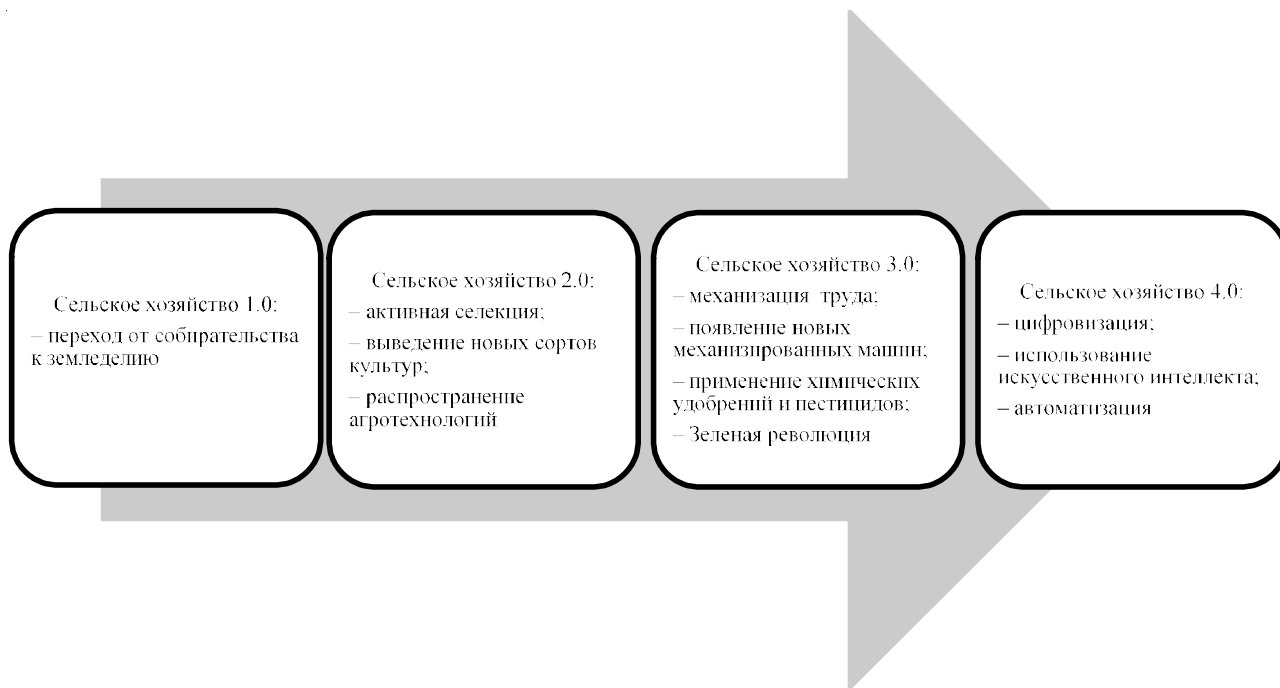 Сельское хозяйство 1.0:
– переход от собирательства
к земледелию
Сельское хозяйство 2.0:
– активная селекция;
– выведение новых сортов
культур;
– распространение
агротехнологий
Сельское хозяйство 3.0:
– механизация труда;
– появление новых
механизированных машин;
– применение химических
удобрений и пестицидов;
– Зеленая революция
Сельское хозяйство 4.0:
– цифровизация;
– использование
искусственного интеллекта;
– автоматизация